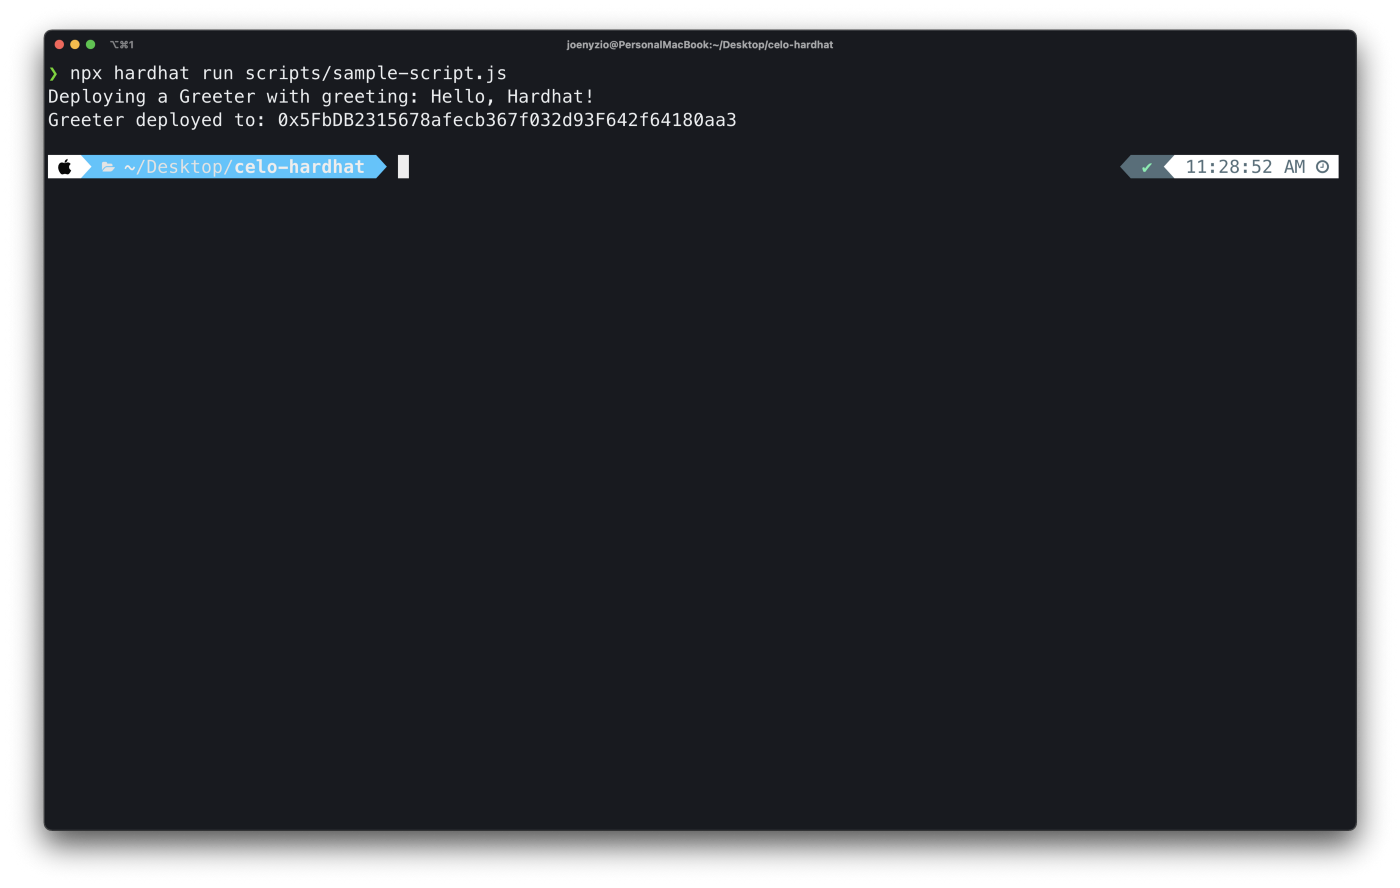 ⌥⌘1
joenyzio@PersonalMacBook:~/Desktop/celo-hardhat
❯ npx hardhat run scripts/sample-script.js
Deploying a Greeter with greeting: Hello, Hardhat!
Greeter deployed to: 0x5FbDB2315678afecb367f032d93F642f64180aa3
~/Desktop/celo-hardhat
✔ 11:28:52 AM